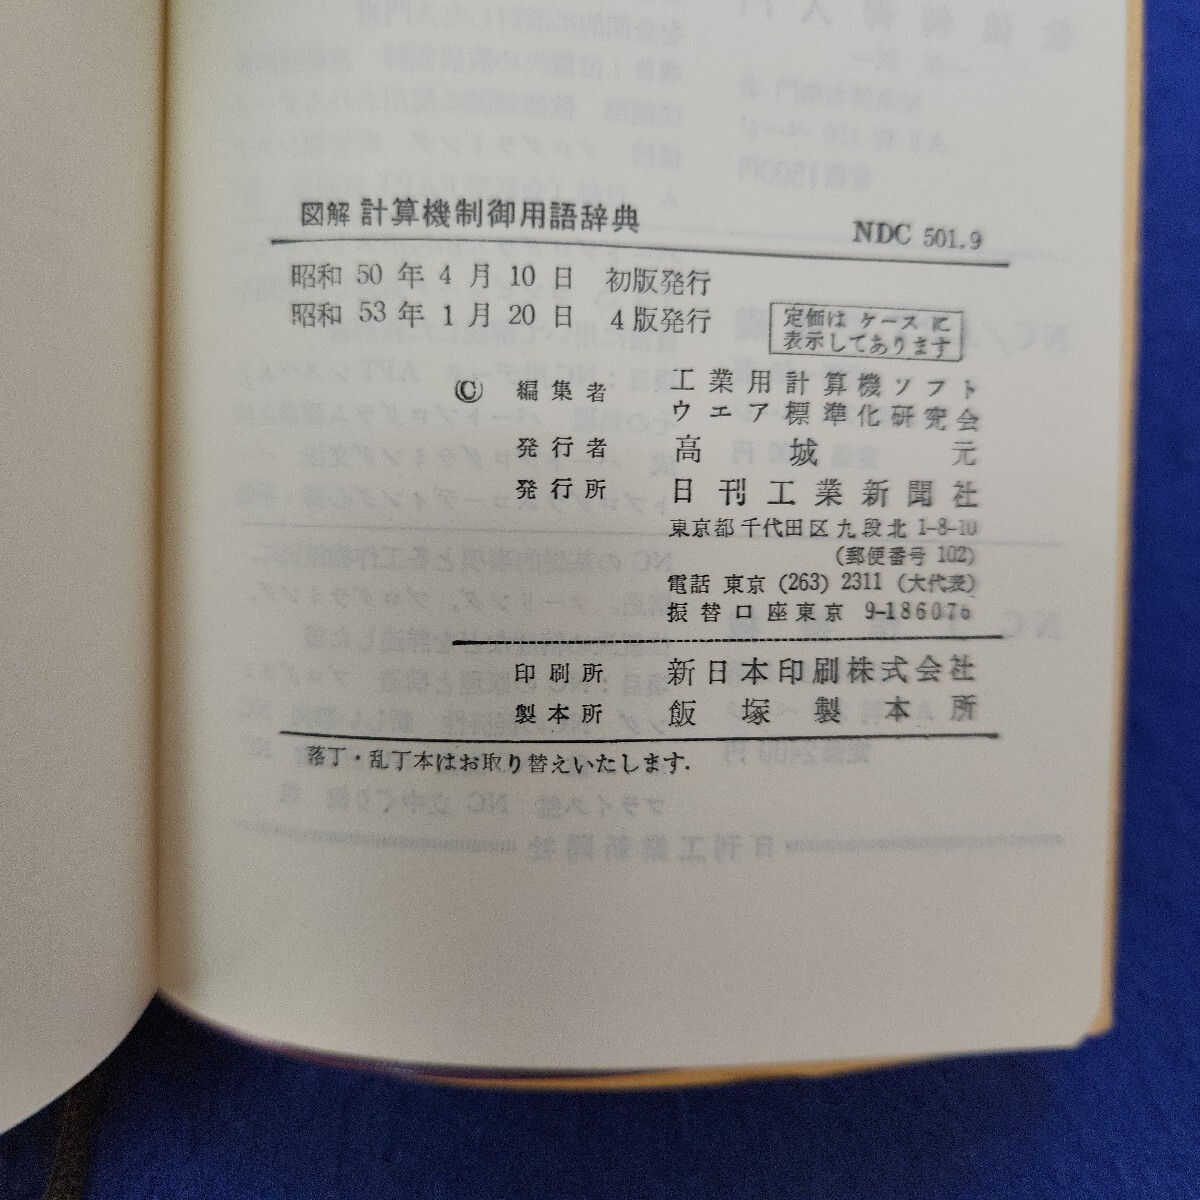 図解 計算機制御用語辞典
NDC 501.9
昭和 50 年 4 月 10 日 初版発行
昭和 53 年 1 月 20 日 4版発行
定価は ケースに
表示してあります
Ⓒ 編集者 工業用計算機ソフト
ウエア標準化研究会
発行者 高城元
発行所 日刊工業新聞社
東京都千代田区九段北 1-8-10
(郵便番号 102)
電話 東京 (263) 2311 (大代表)
振替口座東京 9-186076
印刷所 新日本印刷株式会社
製本所 飯塚製本所
落丁・乱丁本はお取り替えいたします.